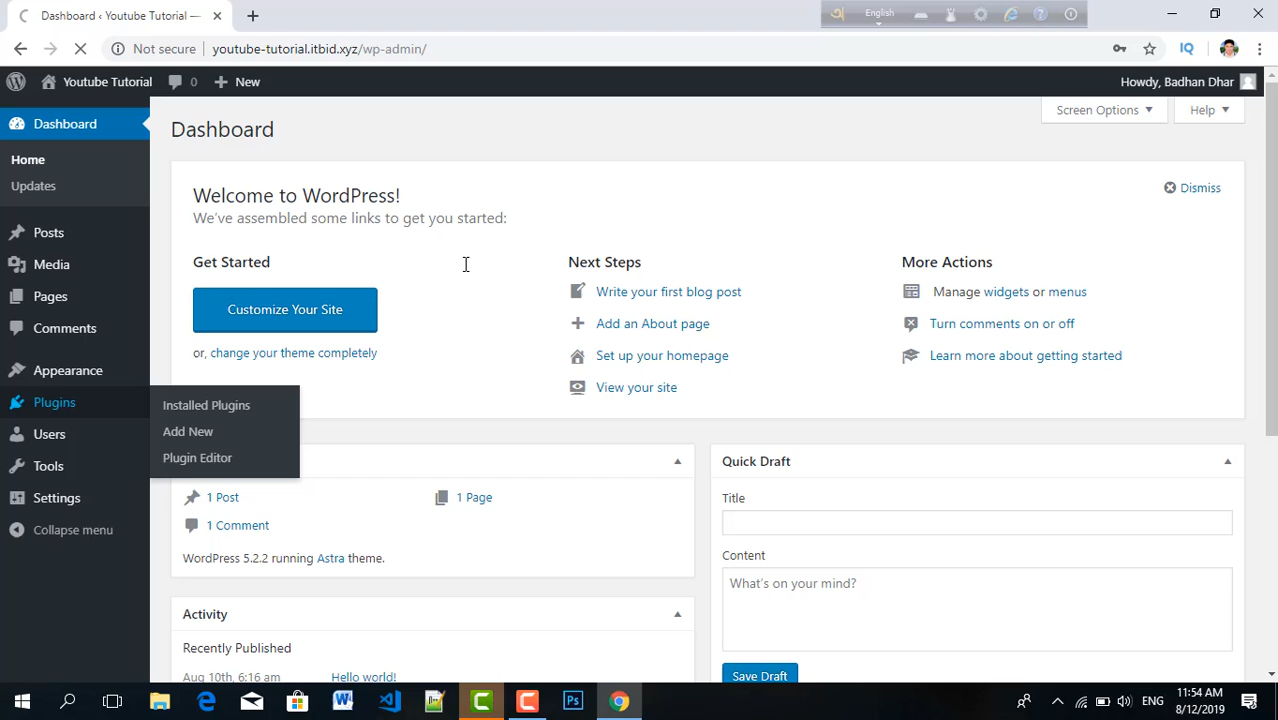 Dashboard ‹ Youtube Tutorial —
English
Not secure
youtube-tutorial.itbid.xyz/wp-admin/
IQ
Youtube Tutorial
0
New
Howdy, Badhan Dhar
Dashboard
Screen Options
Help
Dashboard
Home
Updates
Posts
Media
Pages
Comments
Appearance
Plugins
Users
Tools
Settings
Collapse menu
Installed Plugins
Add New
Plugin Editor
Welcome to WordPress!
We've assembled some links to get you started:
Dismiss
Get Started
Customize Your Site
or, change your theme completely
Next Steps
Write your first blog post
Add an About page
Set up your homepage
View your site
More Actions
Manage widgets or menus
Turn comments on or off
Learn more about getting started
1 Post
1 Page
1 Comment
WordPress 5.2.2 running Astra theme.
Activity
Recently Published
Aug 10th, 6:16 am
Hello world!
Quick Draft
Title
Content
What's on your mind?
Save Draft
ENG
11:54 AM
8/12/2019